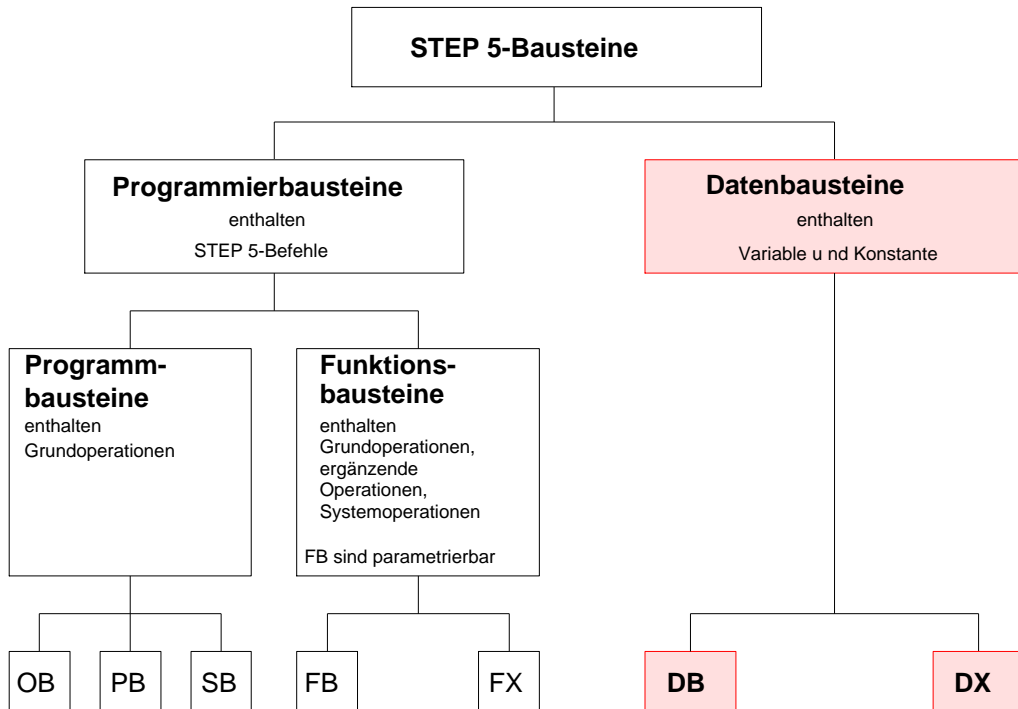 STEP 5-Bausteine
Programmierbausteine
enthalten
STEP 5-Befehle
Datenbausteine
enthalten
Variable u nd Konstante
Programm-
bausteine
enthalten
Grundoperationen
Funktions-
bausteine
enthalten
Grundoperationen,
ergänzende
Operationen,
Systemoperationen
FB sind parametrierbar
OB
PB
SB
FB
FX
DB
DX